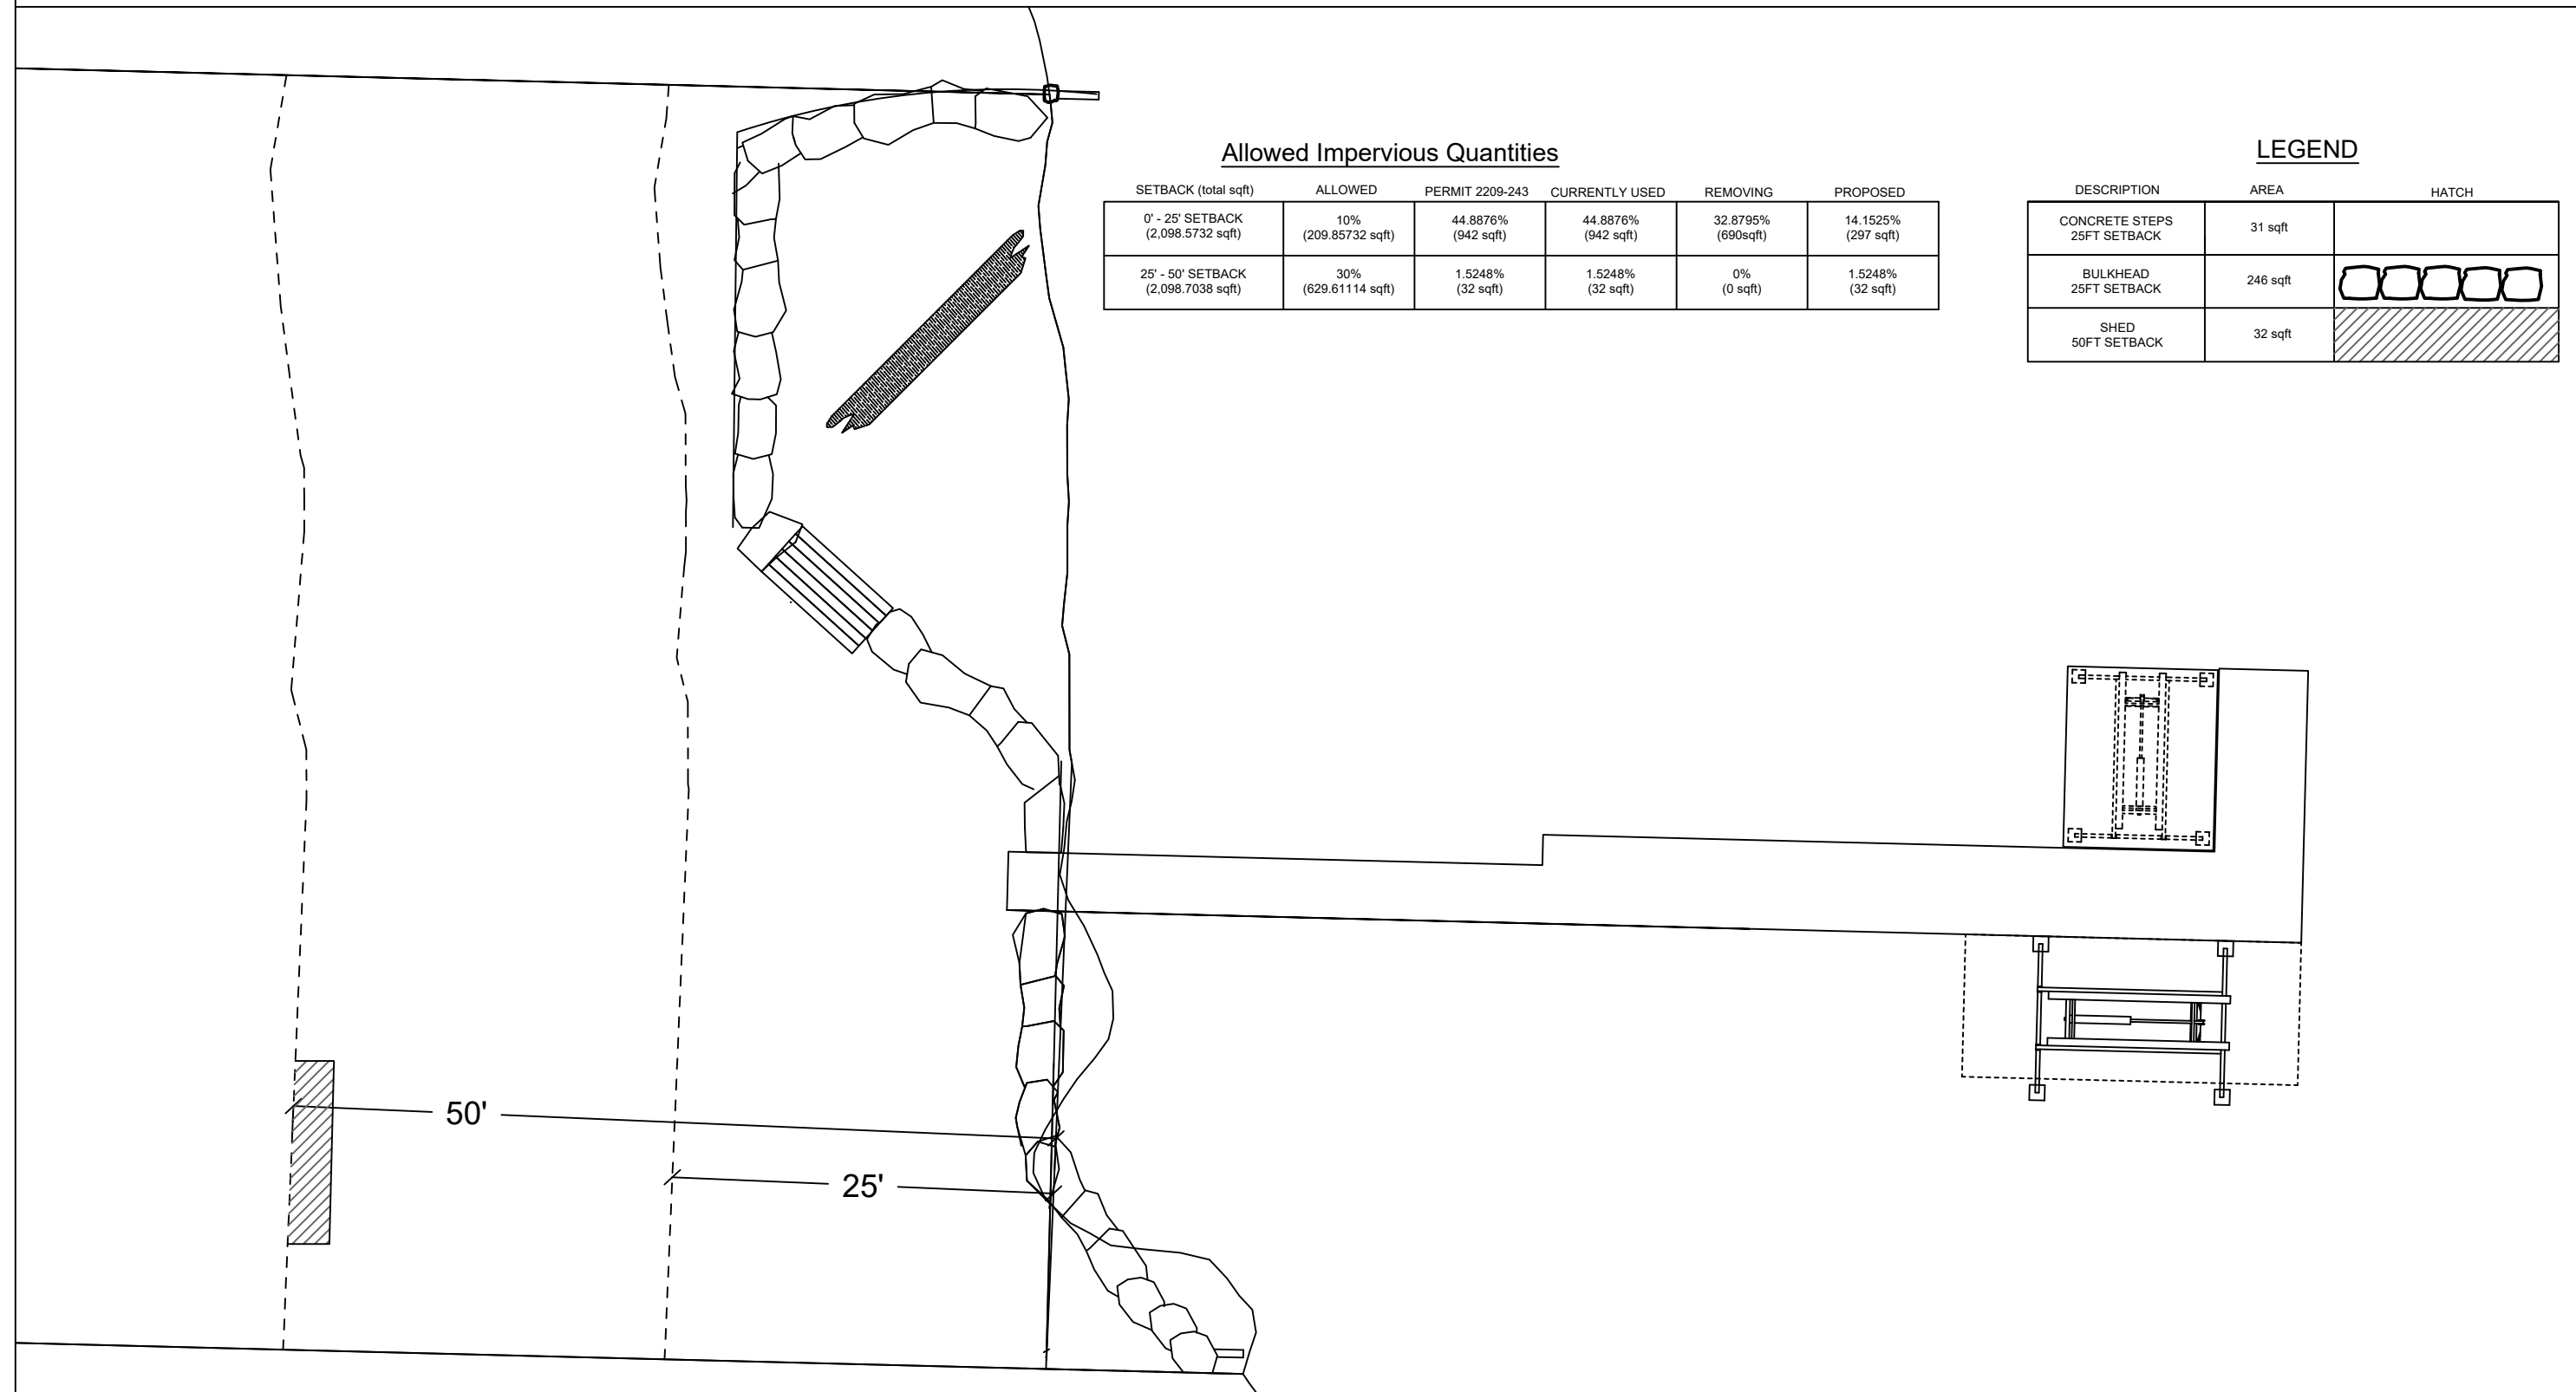 Allowed Impervious Quantities
SETBACK (total sqft) ALLOWED PERMIT 2209-243 CURRENTLY USED REMOVING PROPOSED
0' - 25' SETBACK 10% 44.8876% 44.8876% 32.8795% 14.1525%
(2,098.5732 sqft) (209.85732 sqft) (942 sqft) (942 sqft) (690sqft) (297 sqft)
25' - 50' SETBACK 30% 1.5248% 1.5248% 0% 1.5248%
(2,098.7038 sqft) (629.61114 sqft) (32 sqft) (32 sqft) (0 sqft) (32 sqft)
LEGEND
DESCRIPTION AREA HATCH
CONCRETE STEPS
25FT SETBACK
31 sqft
BULKHEAD
25FT SETBACK
246 sqft
SHED
50FT SETBACK
32 sqft
50'
25'